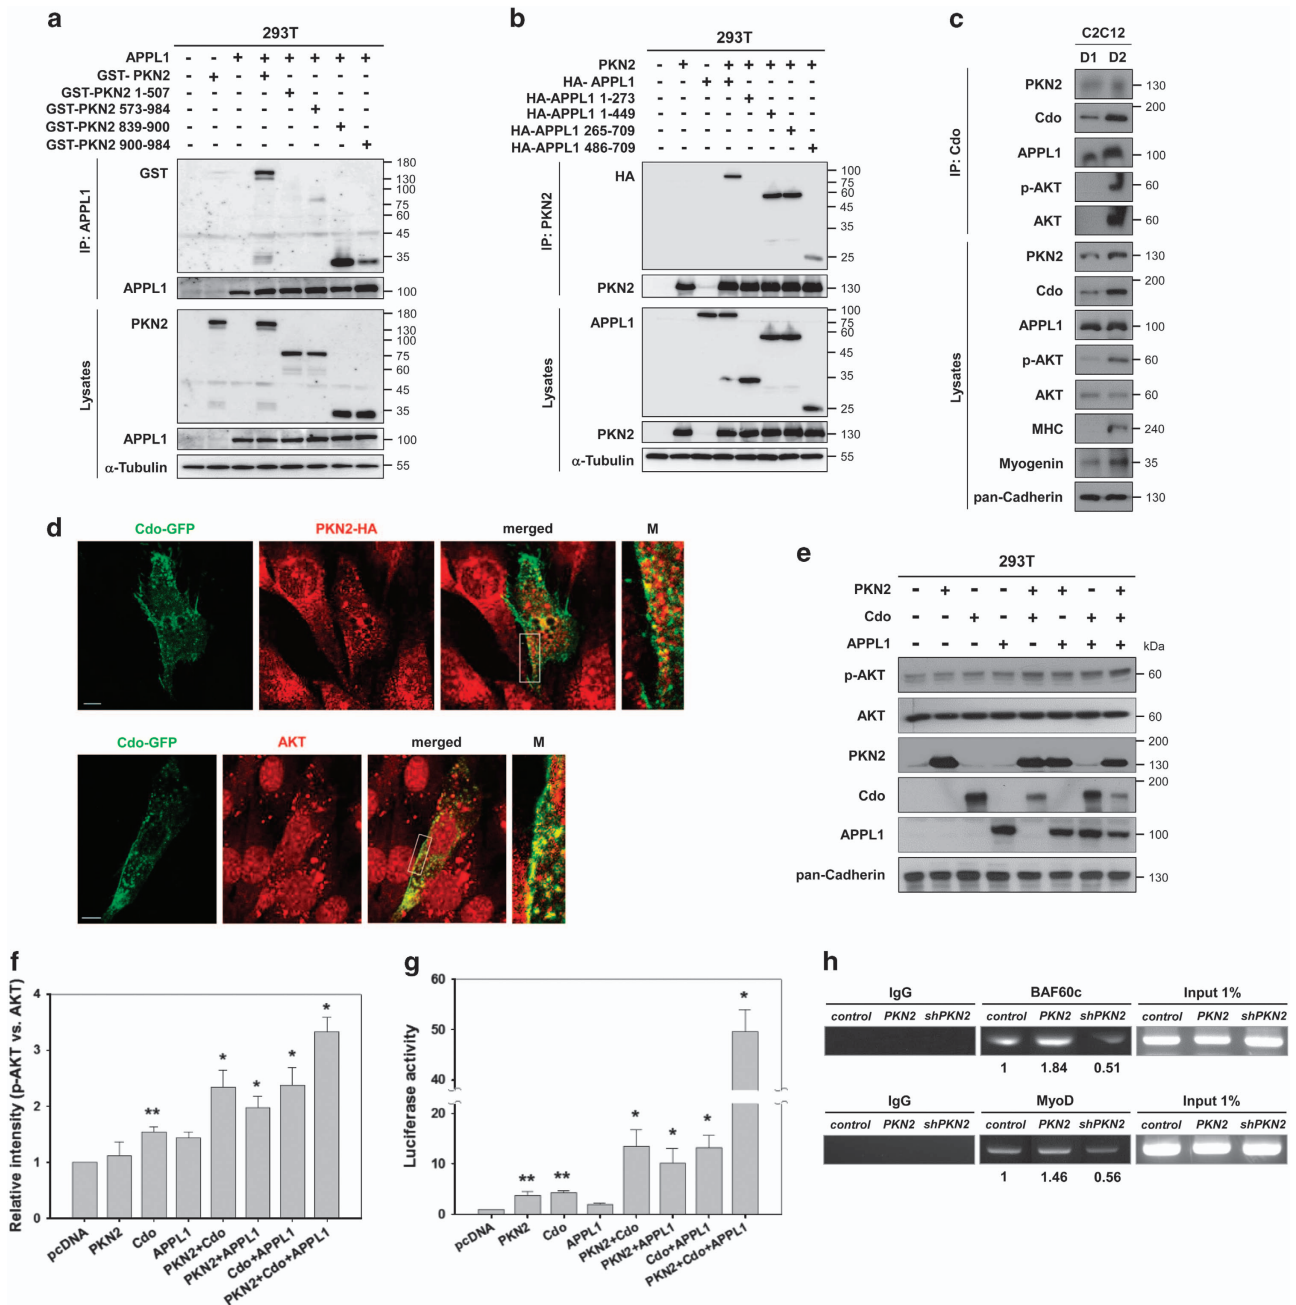 a
293T
APPL1 - - + + + + + +
GST- PKN2 - + - + - - - -
GST-PKN2 1-507 - - - - + - - -
GST-PKN2 573-984 - - - - - + - -
GST-PKN2 839-900 - - - - - - + -
GST-PKN2 900-984 - - - - - - - +
IP: APPL1
GST
180
130
100
75
60
45
35
APPL1
100
Lysates
PKN2
180
130
100
75
60
45
35
APPL1
100
α-Tubulin
55
b
293T
PKN2 - + - + + + + +
HA- APPL1 - - + + - - - -
HA-APPL1 1-273 - - - - + - - -
HA-APPL1 1-449 - - - - - + - -
HA-APPL1 265-709 - - - - - - + -
HA-APPL1 486-709 - - - - - - - +
IP: PKN2
HA
100
75
60
45
35
25
PKN2
130
Lysates
APPL1
100
75
60
45
35
25
PKN2
130
α-Tubulin
55
c
C2C12
D1 D2
IP: Cdo
PKN2
130
200
Cdo
APPL1
100
p-AKT
60
AKT
60
Lysates
PKN2
130
200
Cdo
APPL1
100
p-AKT
60
AKT
60
MHC
240
Myogenin
35
pan-Cadherin
130
d
Cdo-GFP PKN2-HA merged M
Cdo-GFP AKT merged M
e
293T
PKN2 - + - - + + - +
Cdo - - + - + - + +
APPL1 - - - + - + + +
kDa
p-AKT
60
AKT
60
PKN2
200
130
Cdo
200
APPL1
100
pan-Cadherin
130
f
Relative intensity (p-AKT vs. AKT)
4
3
2
1
0
**
*
*
*
*
pcDNA
PKN2
Cdo
APPL1
PKN2+Cdo
PKN2+APPL1
Cdo+APPL1
PKN2+Cdo+APPL1
g
Luciferase activity
60
50
40
20
10
0
**
**
*
*
*
*
pcDNA
PKN2
Cdo
APPL1
PKN2+Cdo
PKN2+APPL1
Cdo+APPL1
PKN2+Cdo+APPL1
h
IgG BAF60c Input 1%
control PKN2 shPKN2 control PKN2 shPKN2 control PKN2 shPKN2
1 1.84 0.51
IgG MyoD Input 1%
control PKN2 shPKN2 control PKN2 shPKN2 control PKN2 shPKN2
1 1.46 0.56